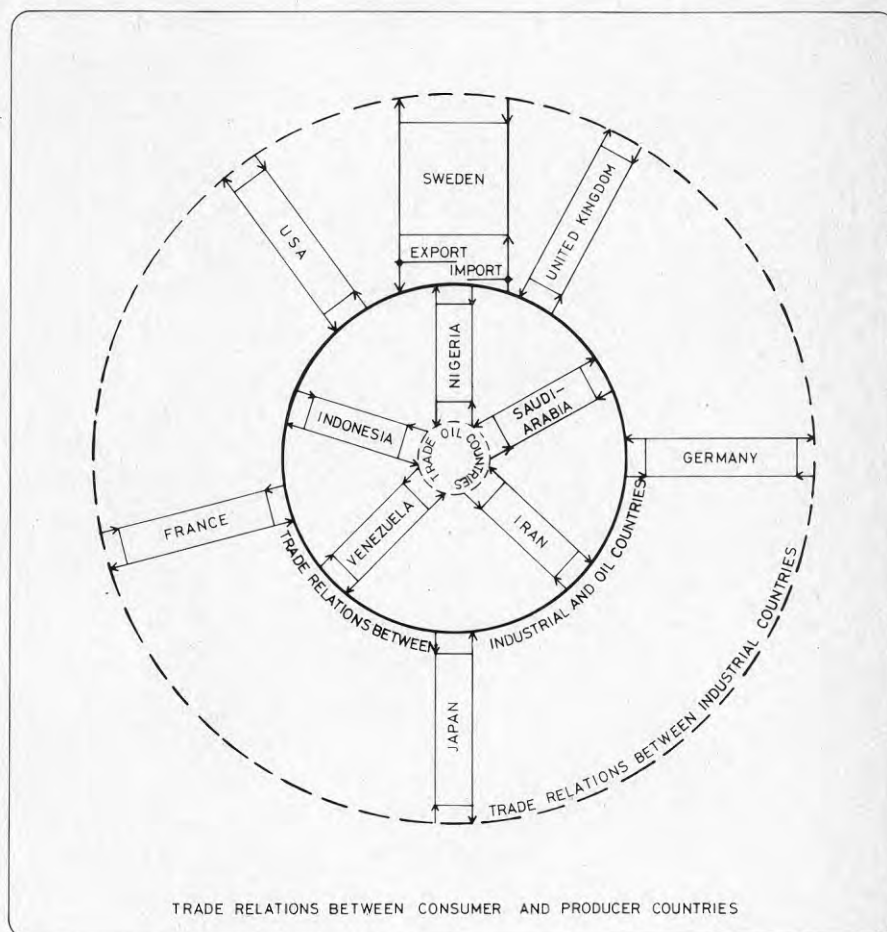 SWEDEN
EXPORT
IMPORT
USA
UNITED KINGDOM
NIGERIA
SAUDI-
ARABIA
INDONESIA
TRADE OIL COUNTRIES
GERMANY
FRANCE
VENEZUELA
IRAN
TRADE RELATIONS BETWEEN INDUSTRIAL AND OIL COUNTRIES
JAPAN
TRADE RELATIONS BETWEEN INDUSTRIAL COUNTRIES
TRADE RELATIONS BETWEEN CONSUMER AND PRODUCER COUNTRIES